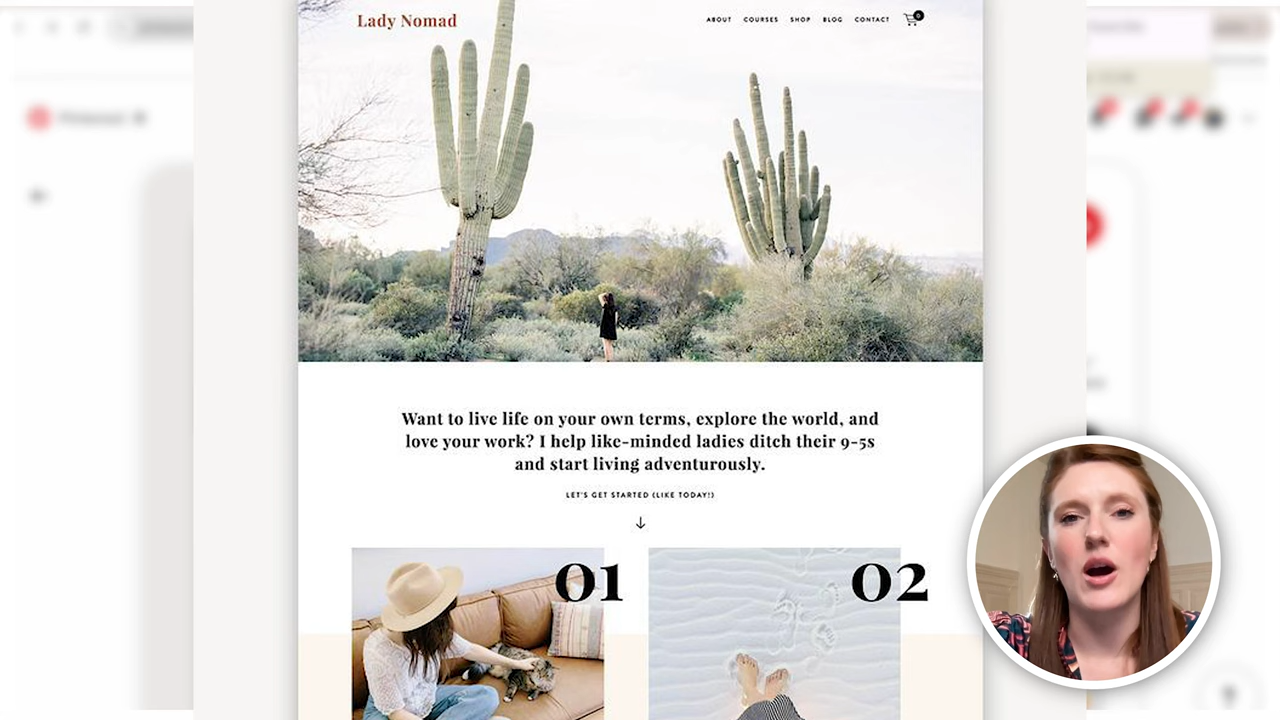 Lady Nomad
ABOUT COURSES SHOP BLOG CONTACT 0
Want to live life on your own terms, explore the world, and
love your work? I help like-minded ladies ditch their 9-5s
and start living adventurously.
LET'S GET STARTED (LIKE TODAY!)
01
02